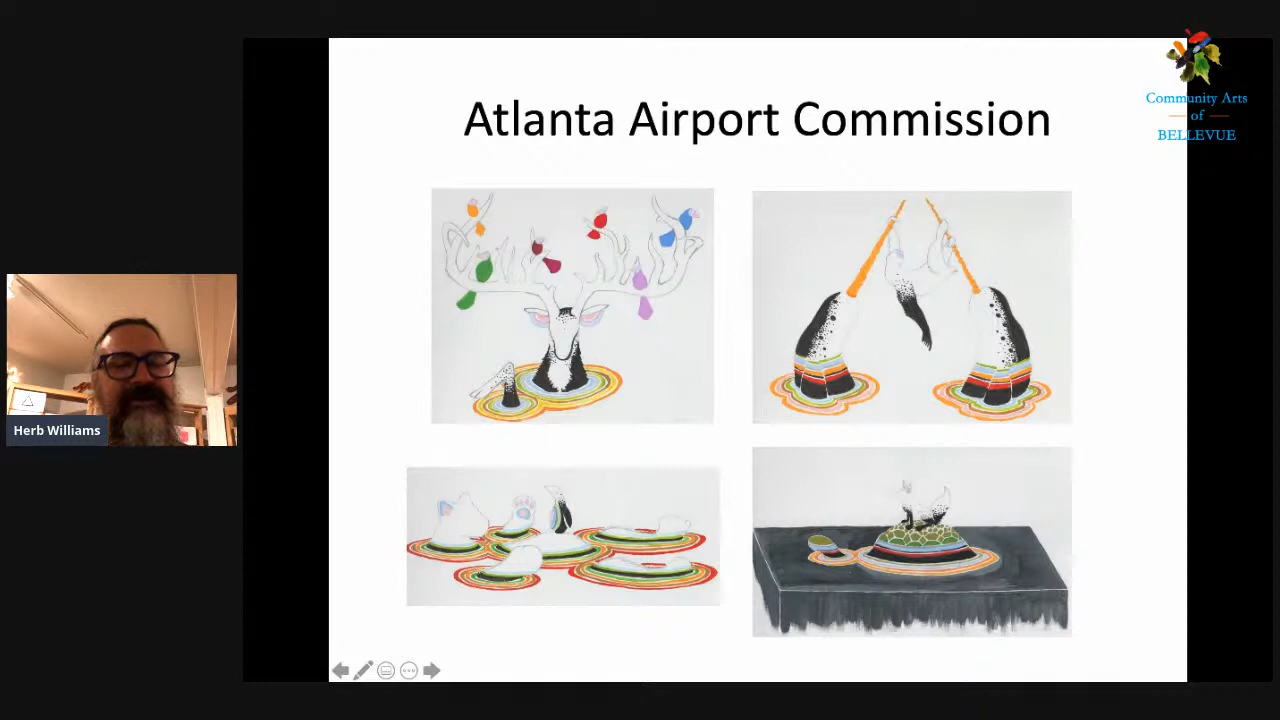 Atlanta Airport Commission
Community Arts
of
BELLEVUE
Herb Williams